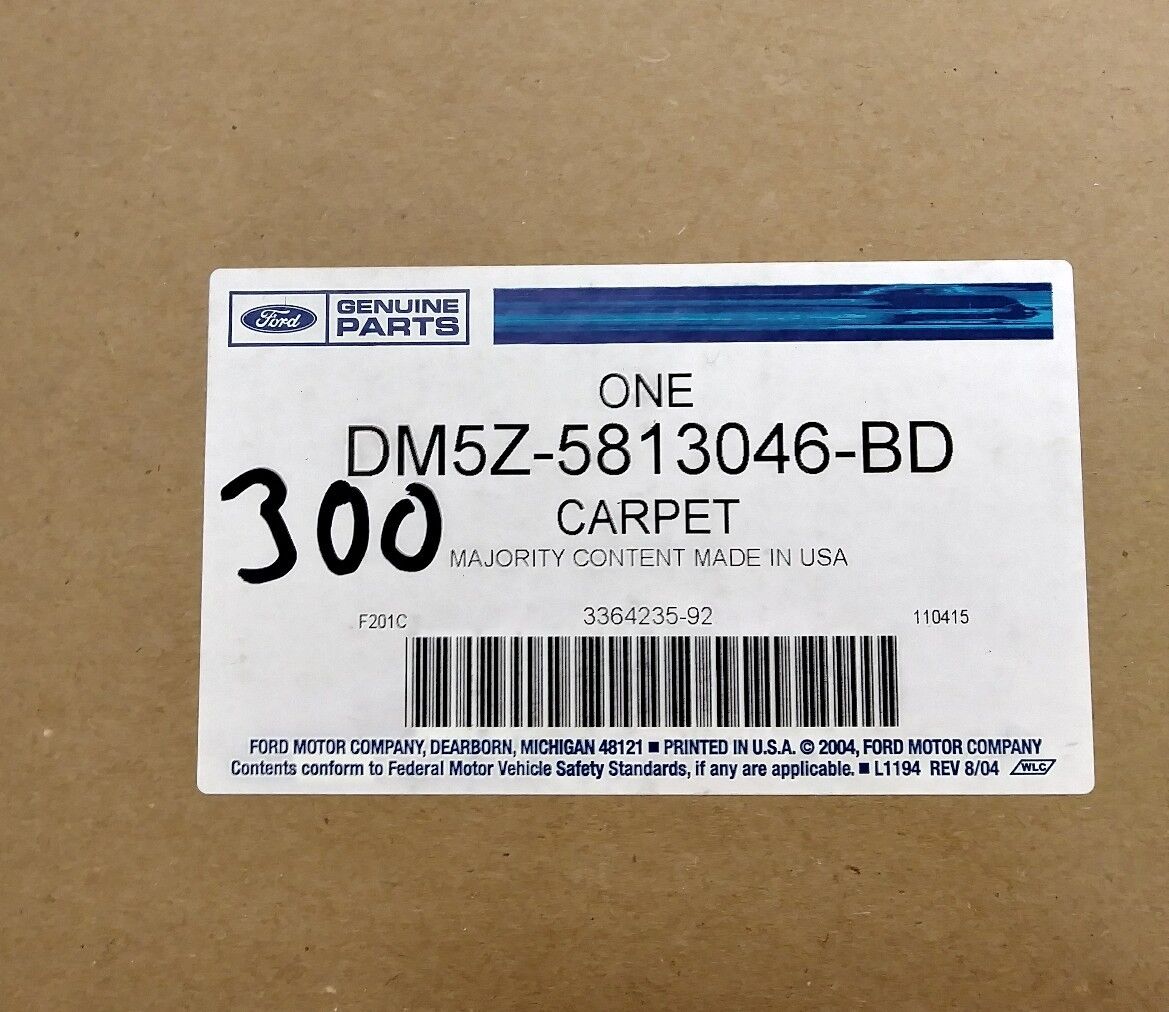 Ford GENUINE
PARTS
ONE
DM5Z-5813046-BD
300
CARPET
MAJORITY CONTENT MADE IN USA
F201C 3364235-92 110415
FORD MOTOR COMPANY, DEARBORN, MICHIGAN 48121 ■ PRINTED IN U.S.A. © 2004, FORD MOTOR COMPANY
Contents conform to Federal Motor Vehicle Safety Standards, if any are applicable. ■ L1194 REV 8/04 WLC